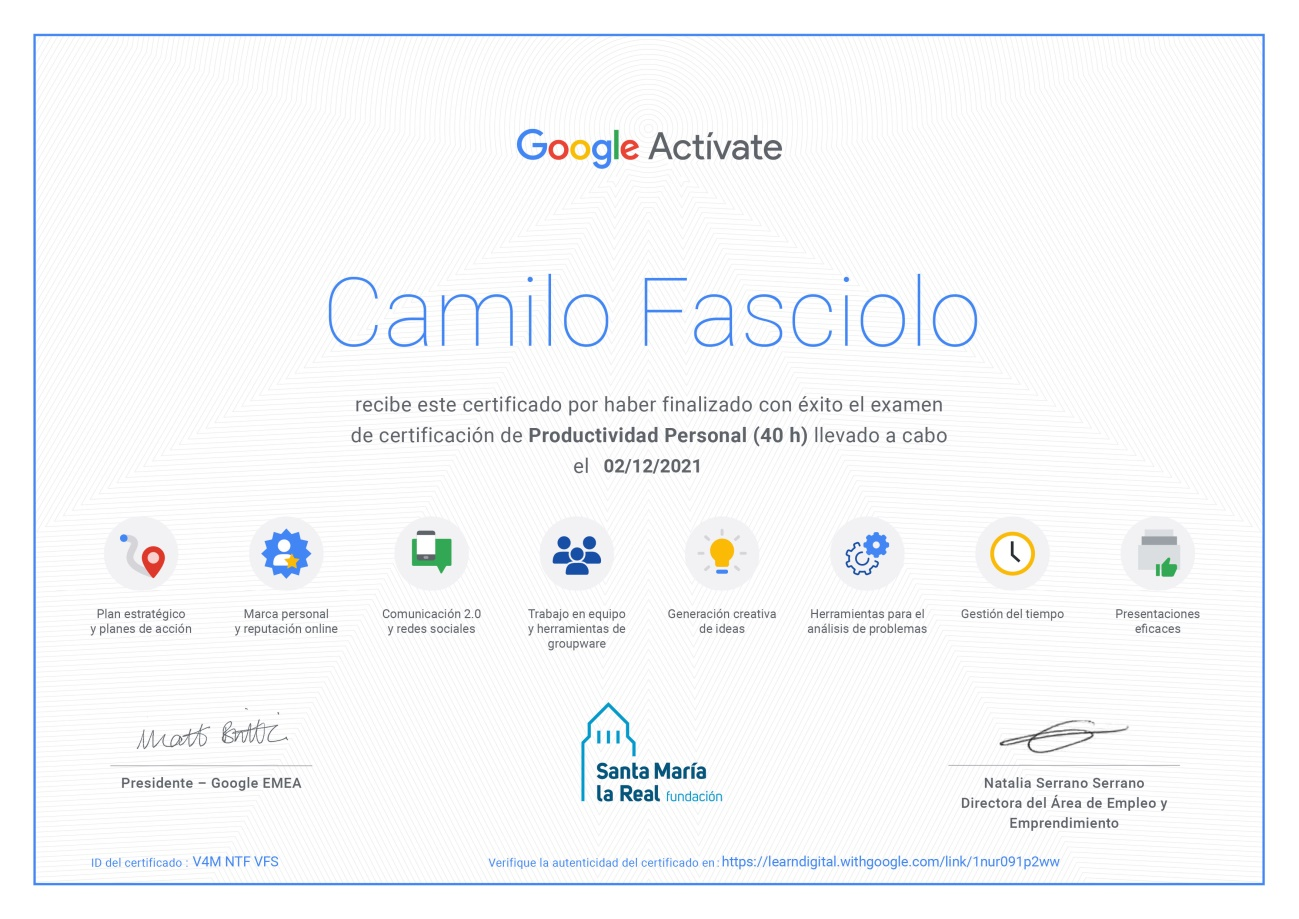 Google Actívate
Camilo Fasciolo
recibe este certificado por haber finalizado con éxito el examen
de certificación de Productividad Personal (40 h) llevado a cabo
el 02/12/2021
Plan estratégico
y planes de acción
Marca personal
y reputación online
Comunicación 2.0
y redes sociales
Trabajo en equipo
y herramientas de
groupware
Generación creativa
de ideas
Herramientas para el
análisis de problemas
Gestión del tiempo
Presentaciones
eficaces
Matt Brittin
Presidente – Google EMEA
Santa María
la Real fundación
Natalia Serrano Serrano
Directora del Área de Empleo y
Emprendimiento
ID del certificado : V4M NTF VFS
Verifique la autenticidad del certificado en : https://learndigital.withgoogle.com/link/1nur091p2ww